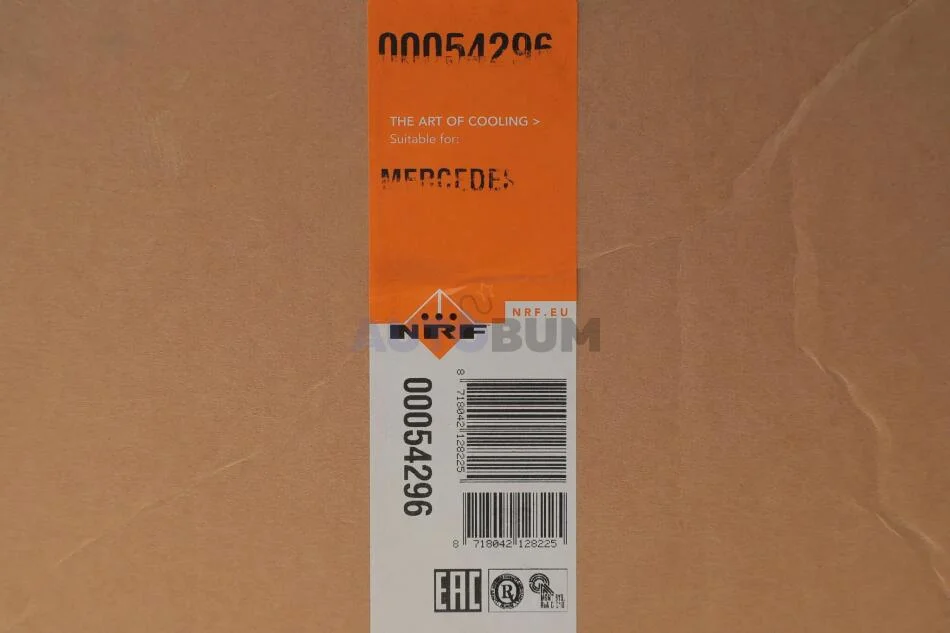 00054296
THE ART OF COOLING >
Suitable for:
MERCEDES
NRF.EU
NRF
AUTOBUM
00054296
8 718042 128225
8 718042 128225
EAC
R